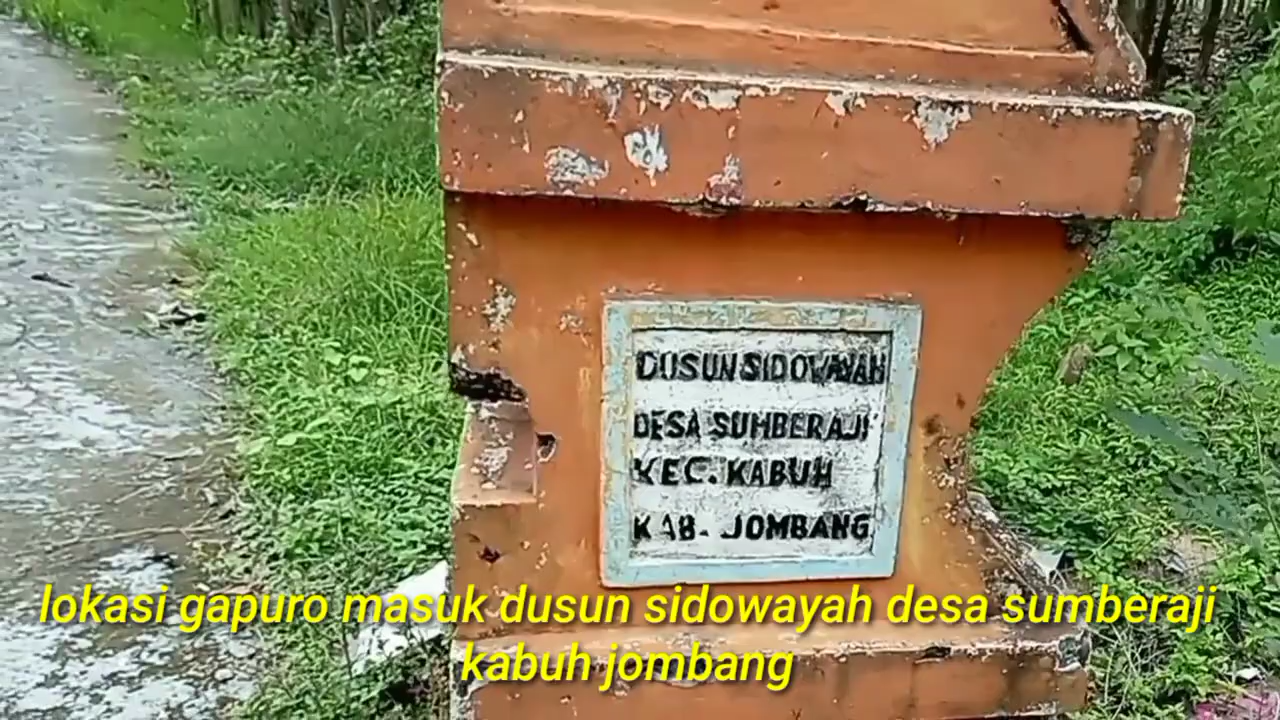 DUSUN SIDOWAYAH
DESA SUMBERAJI
KEC. KABUH
KAB. JOMBANG
lokasi gapuro masuk dusun sidowayah desa sumberaji
kabuh jombang